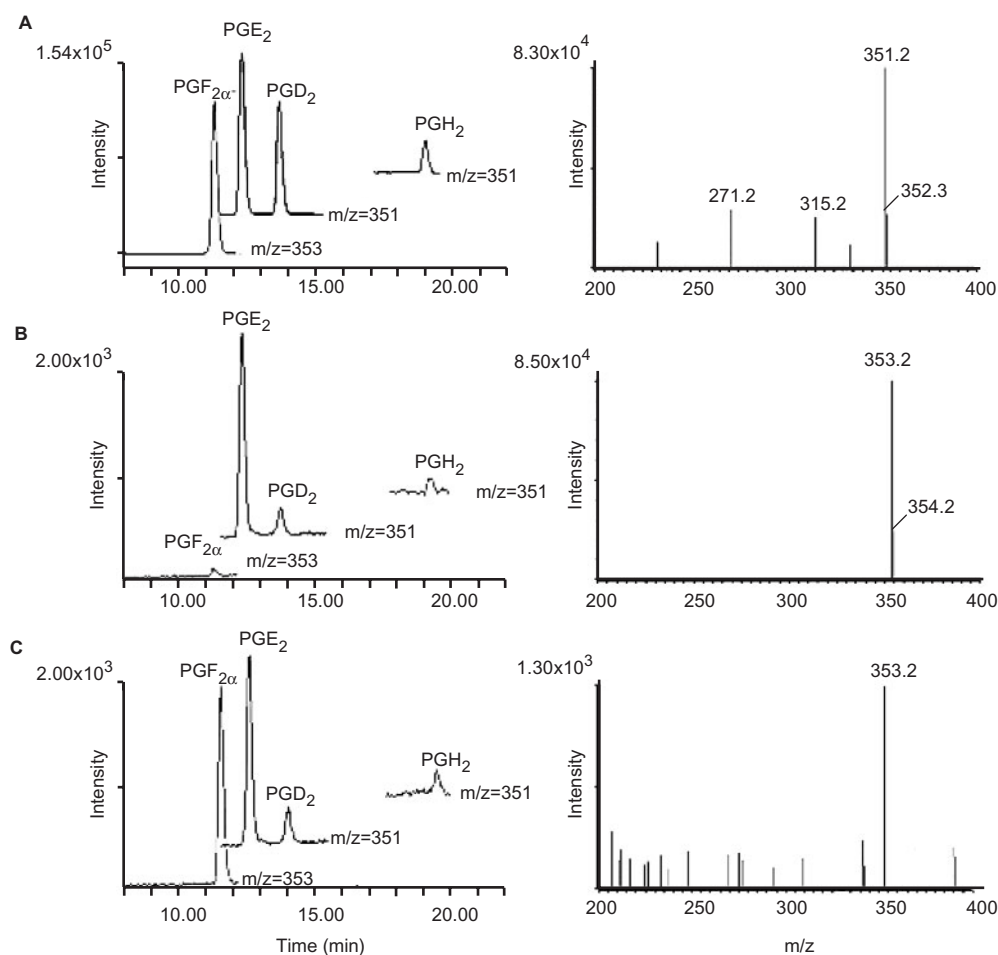 A
PGE2
1.54x10^5
PGF2α-
PGD2
PGH2
m/z=351
m/z=351
m/z=353
Intensity
10.00 15.00 20.00
8.30x10^4
351.2
352.3
271.2
315.2
Intensity
200 250 300 350 400
B
PGE2
2.00x10^3
PGH2
PGD2
m/z=351
m/z=351
PGF2α
m/z=353
Intensity
10.00 15.00 20.00
8.50x10^4
353.2
354.2
Intensity
200 250 300 350 400
C
PGE2
PGF2α
2.00x10^3
PGH2
PGD2
m/z=351
m/z=351
m/z=353
Intensity
10.00 15.00 20.00
Time (min)
1.30x10^3
353.2
Intensity
200 250 300 350 400
m/z